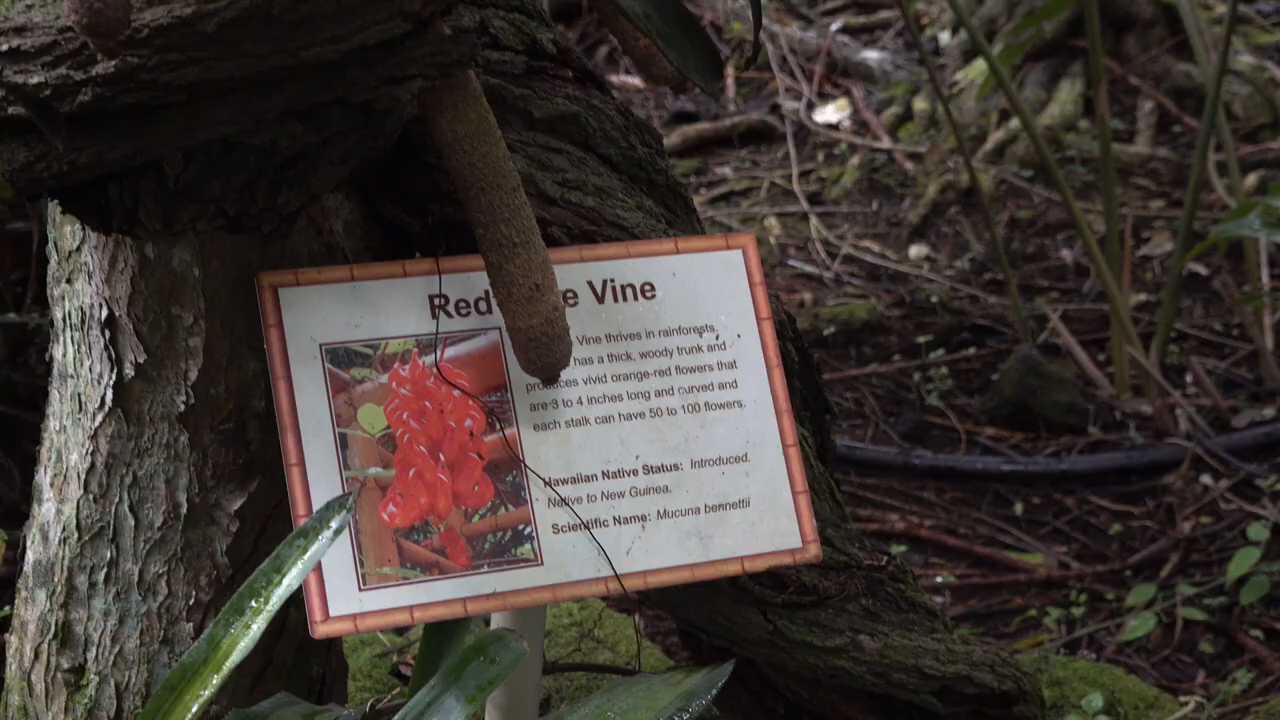 Red e Vine
Vine thrives in rainforests,
has a thick, woody trunk and
produces vivid orange-red flowers that
are 3 to 4 inches long and curved and
each stalk can have 50 to 100 flowers.
Hawaiian Native Status: Introduced.
Native to New Guinea.
Scientific Name: Mucuna bennettii